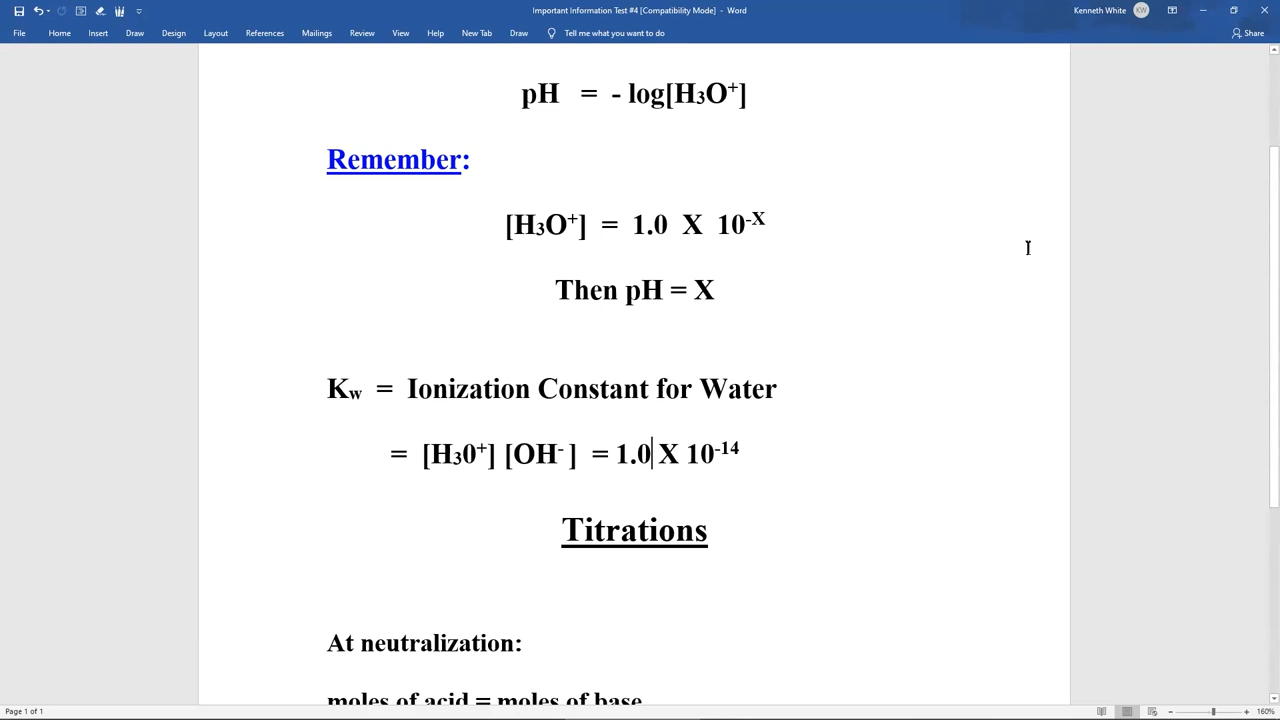 Important Information Test #4 [Compatibility Mode] - Word
Kenneth White KW
File Home Insert Draw Design Layout References Mailings Review View Help New Tab Draw Tell me what you want to do Share
pH = - log[H₃O⁺]
Remember:
[H₃O⁺] = 1.0 X 10⁻ˣ
Then pH = X
Kw = Ionization Constant for Water
= [H₃0⁺] [OH⁻ ] = 1.0 X 10⁻¹⁴
Titrations
At neutralization:
moles of acid = moles of base
Page 1 of 1
160%